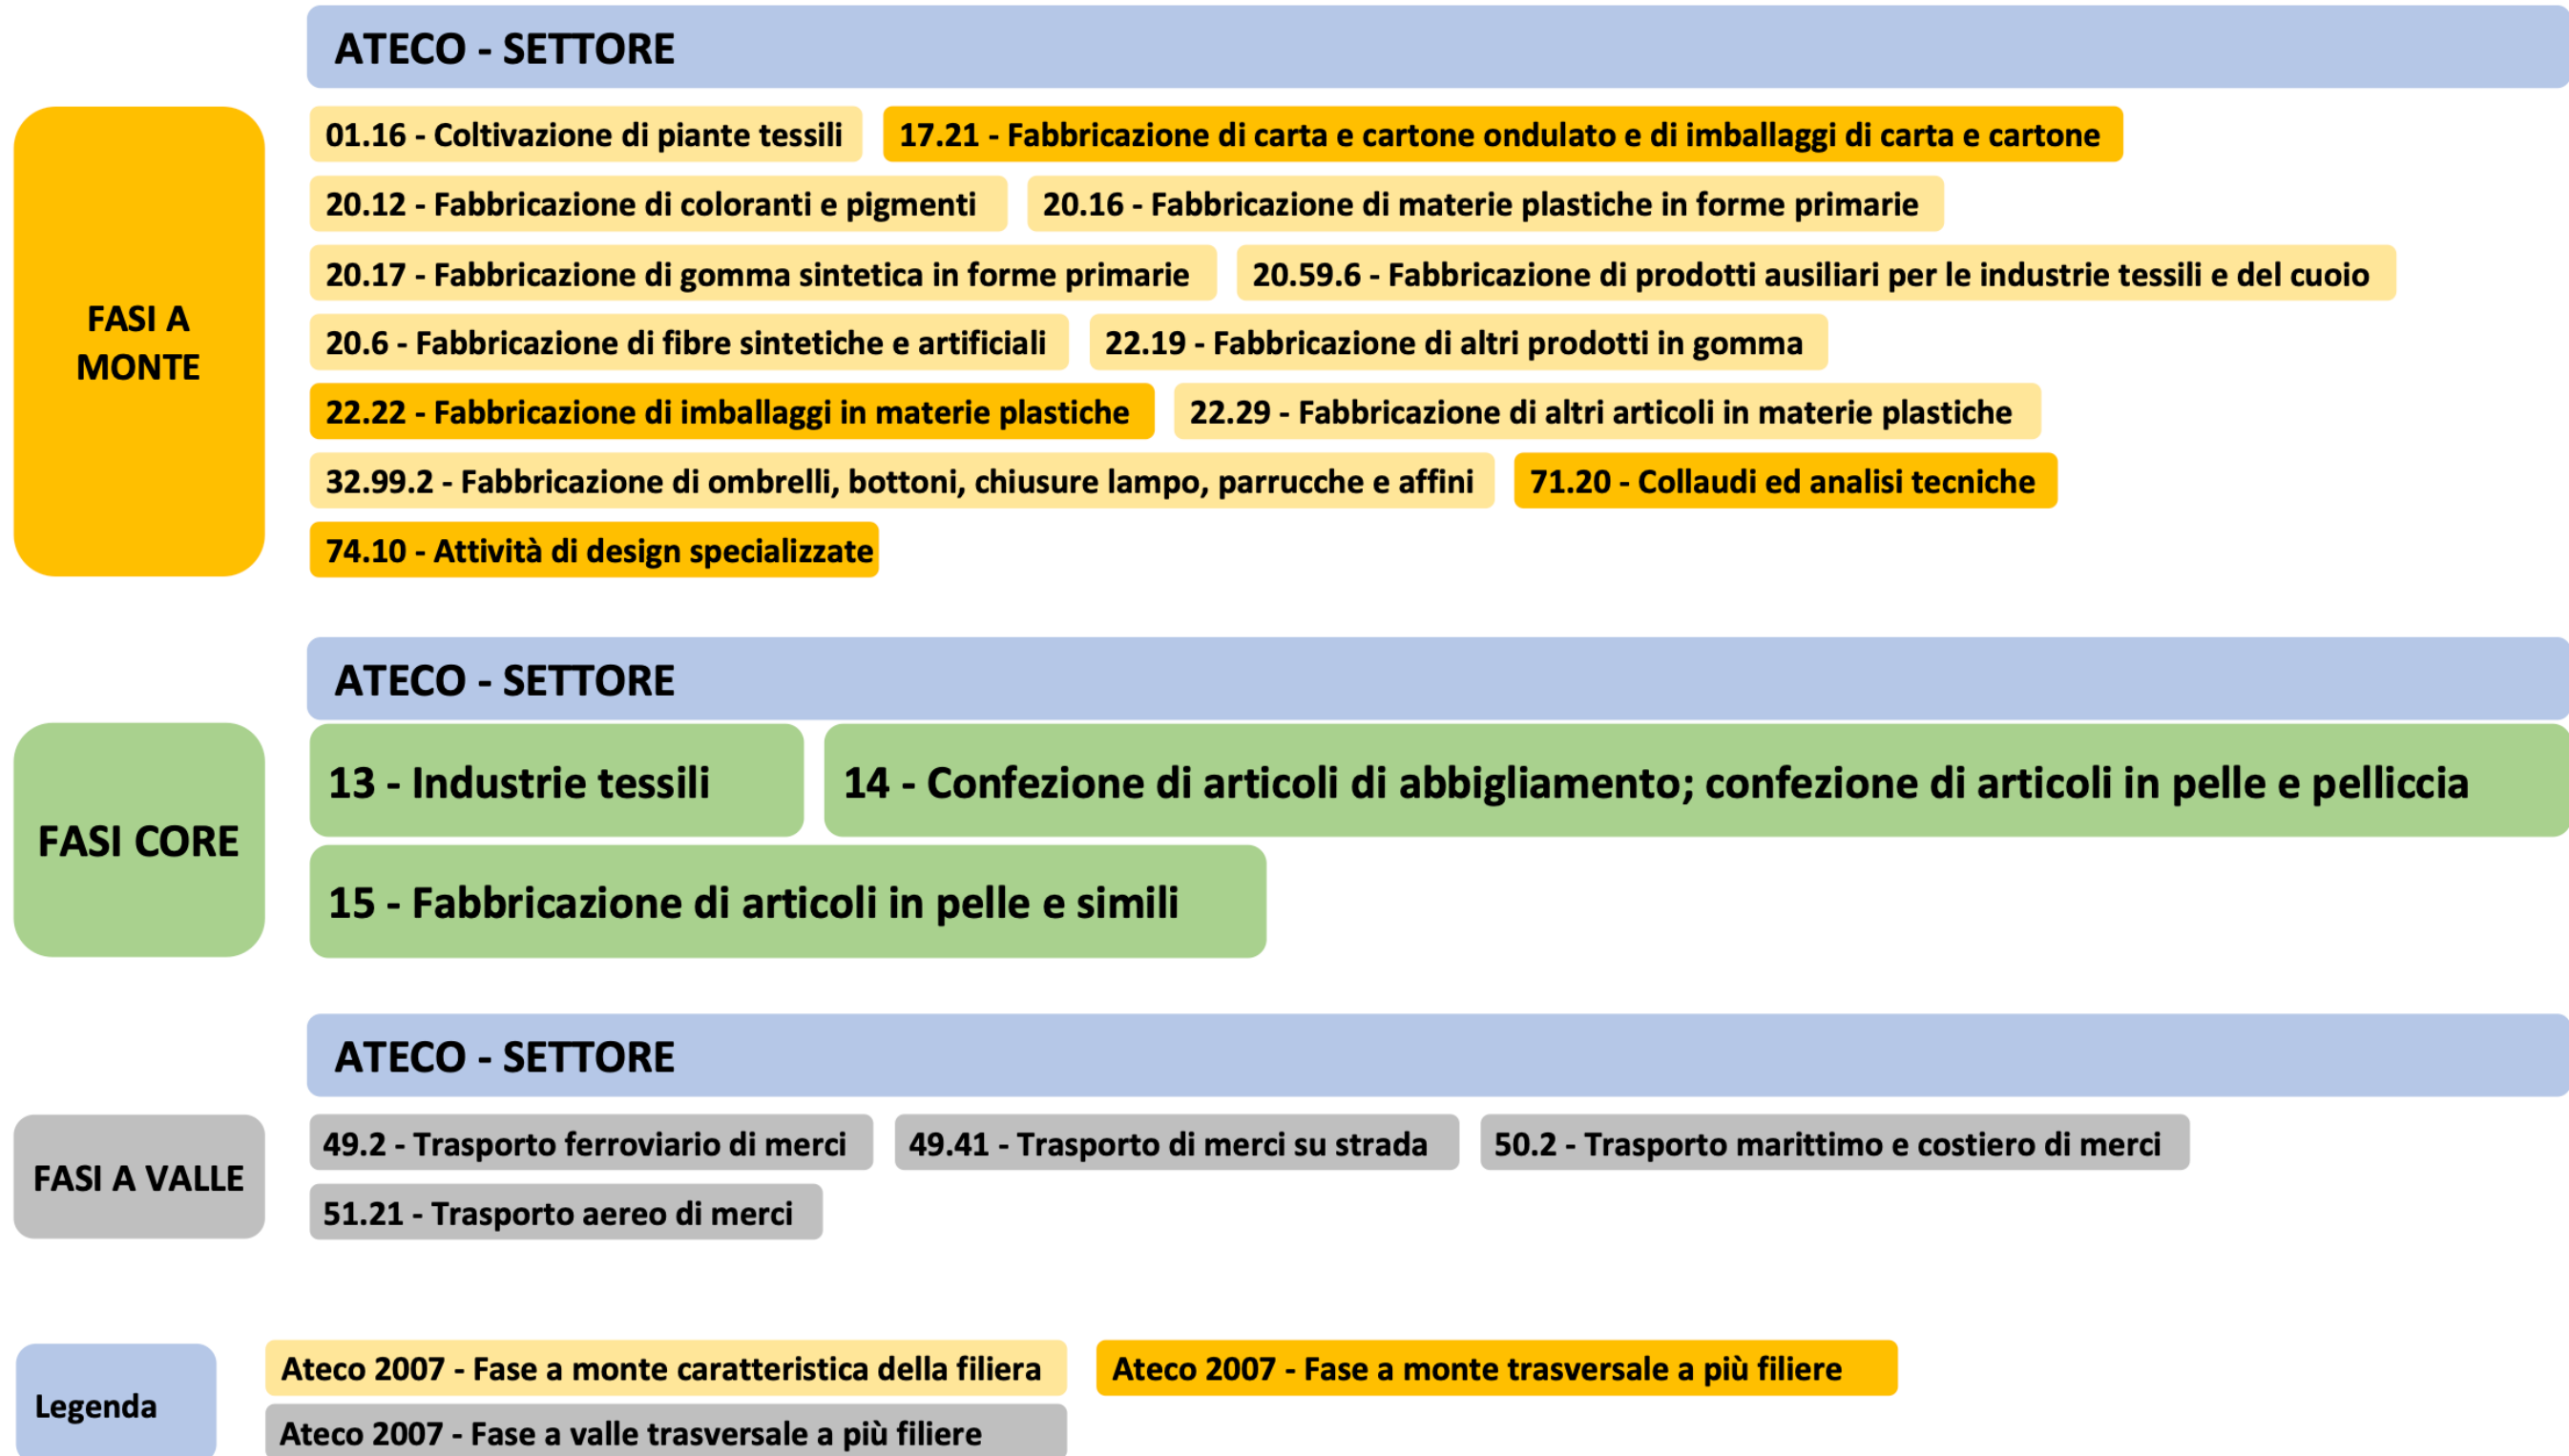 ATECO - SETTORE
FASI A
MONTE
01.16 - Coltivazione di piante tessili
17.21 - Fabbricazione di carta e cartone ondulato e di imballaggi di carta e cartone
20.12 - Fabbricazione di coloranti e pigmenti
20.16 - Fabbricazione di materie plastiche in forme primarie
20.17 - Fabbricazione di gomma sintetica in forme primarie
20.59.6 - Fabbricazione di prodotti ausiliari per le industrie tessili e del cuoio
20.6 - Fabbricazione di fibre sintetiche e artificiali
22.19 - Fabbricazione di altri prodotti in gomma
22.22 - Fabbricazione di imballaggi in materie plastiche
22.29 - Fabbricazione di altri articoli in materie plastiche
32.99.2 - Fabbricazione di ombrelli, bottoni, chiusure lampo, parrucche e affini
71.20 - Collaudi ed analisi tecniche
74.10 - Attività di design specializzate
ATECO - SETTORE
FASI CORE
13 - Industrie tessili
14 - Confezione di articoli di abbigliamento; confezione di articoli in pelle e pelliccia
15 - Fabbricazione di articoli in pelle e simili
ATECO - SETTORE
FASI A VALLE
49.2 - Trasporto ferroviario di merci
49.41 - Trasporto di merci su strada
50.2 - Trasporto marittimo e costiero di merci
51.21 - Trasporto aereo di merci
Legenda
Ateco 2007 - Fase a monte caratteristica della filiera
Ateco 2007 - Fase a monte trasversale a più filiere
Ateco 2007 - Fase a valle trasversale a più filiere